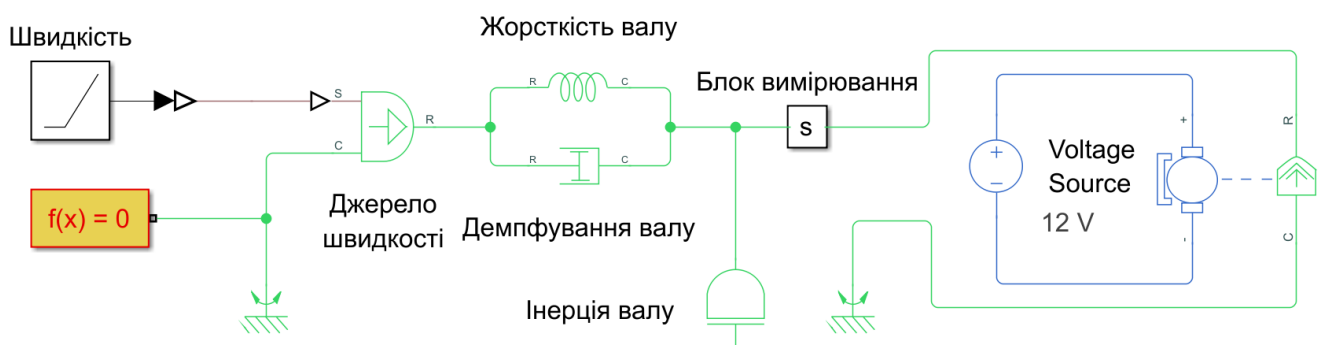 Швидкість
S
C
R
f(x) = 0
Джерело
швидкості
Жорсткість валу
R
C
R
C
Демпфування валу
Інерція валу
Блок вимірювання
s
+
−
Voltage
Source
12 V
+
-
R
C